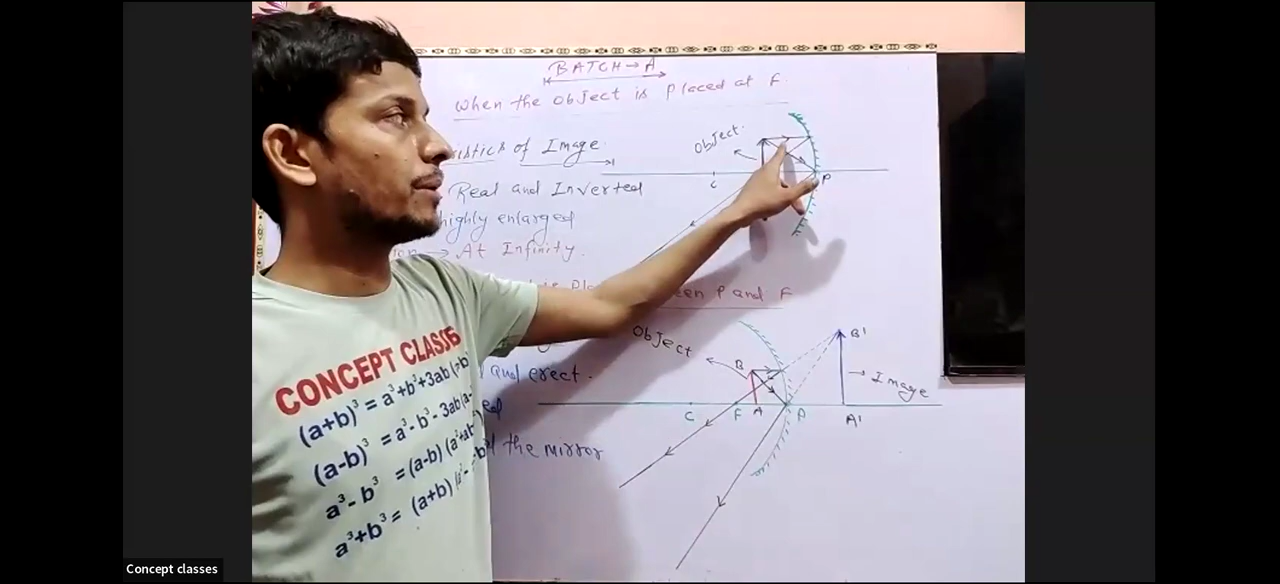 BATCH → A
When the Object is Placed at F.
of Image
Object.
C
P
Real and Inverted
highly enlarged
→ At Infinity.
P and F
Object
B'
B
→ Image
and erect.
C
F
A
P
A'
the mirror
CONCEPT CLASSES
(a+b)³ = a³+b³+3ab
(a-b)³ = a³-b³-3ab
a³-b³ = (a-b)
a³+b³ = (a+b)
Concept classes